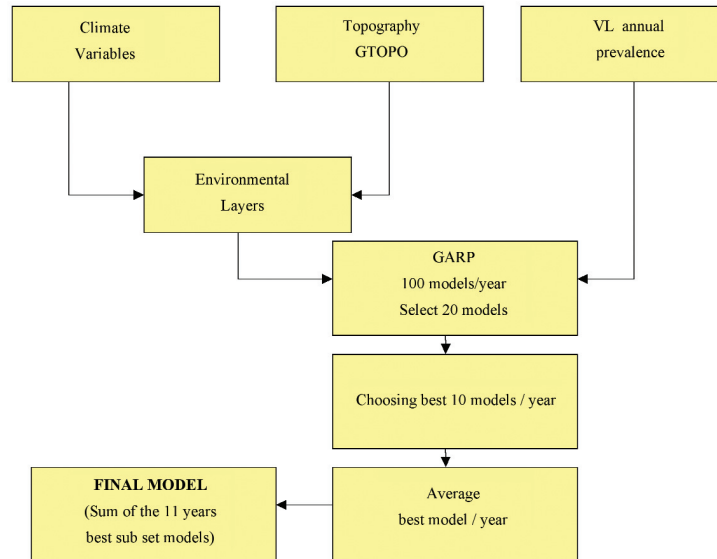 Climate
Variables
Topography
GTOPO
VL annual
prevalence
Environmental
Layers
GARP
100 models/year
Select 20 models
Choosing best 10 models / year
Average
best model / year
FINAL MODEL
(Sum of the 11 years
best sub set models)